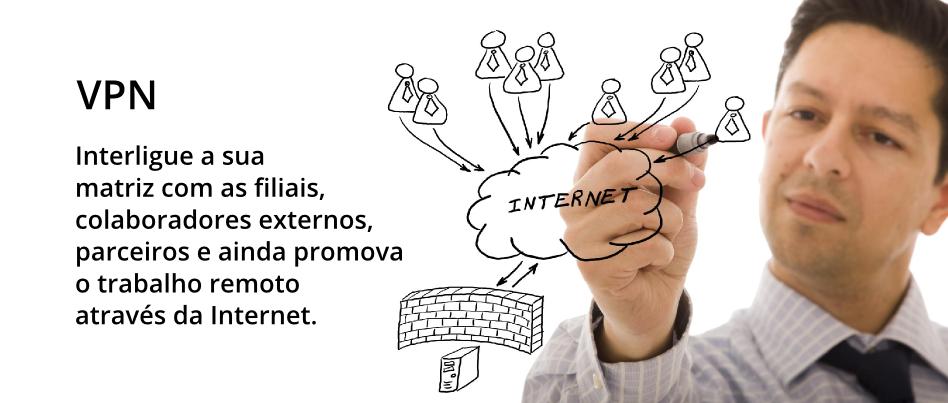 VPN
Interligue a sua
matriz com as filiais,
colaboradores externos,
parceiros e ainda promova
o trabalho remoto
através da Internet.
INTERNET